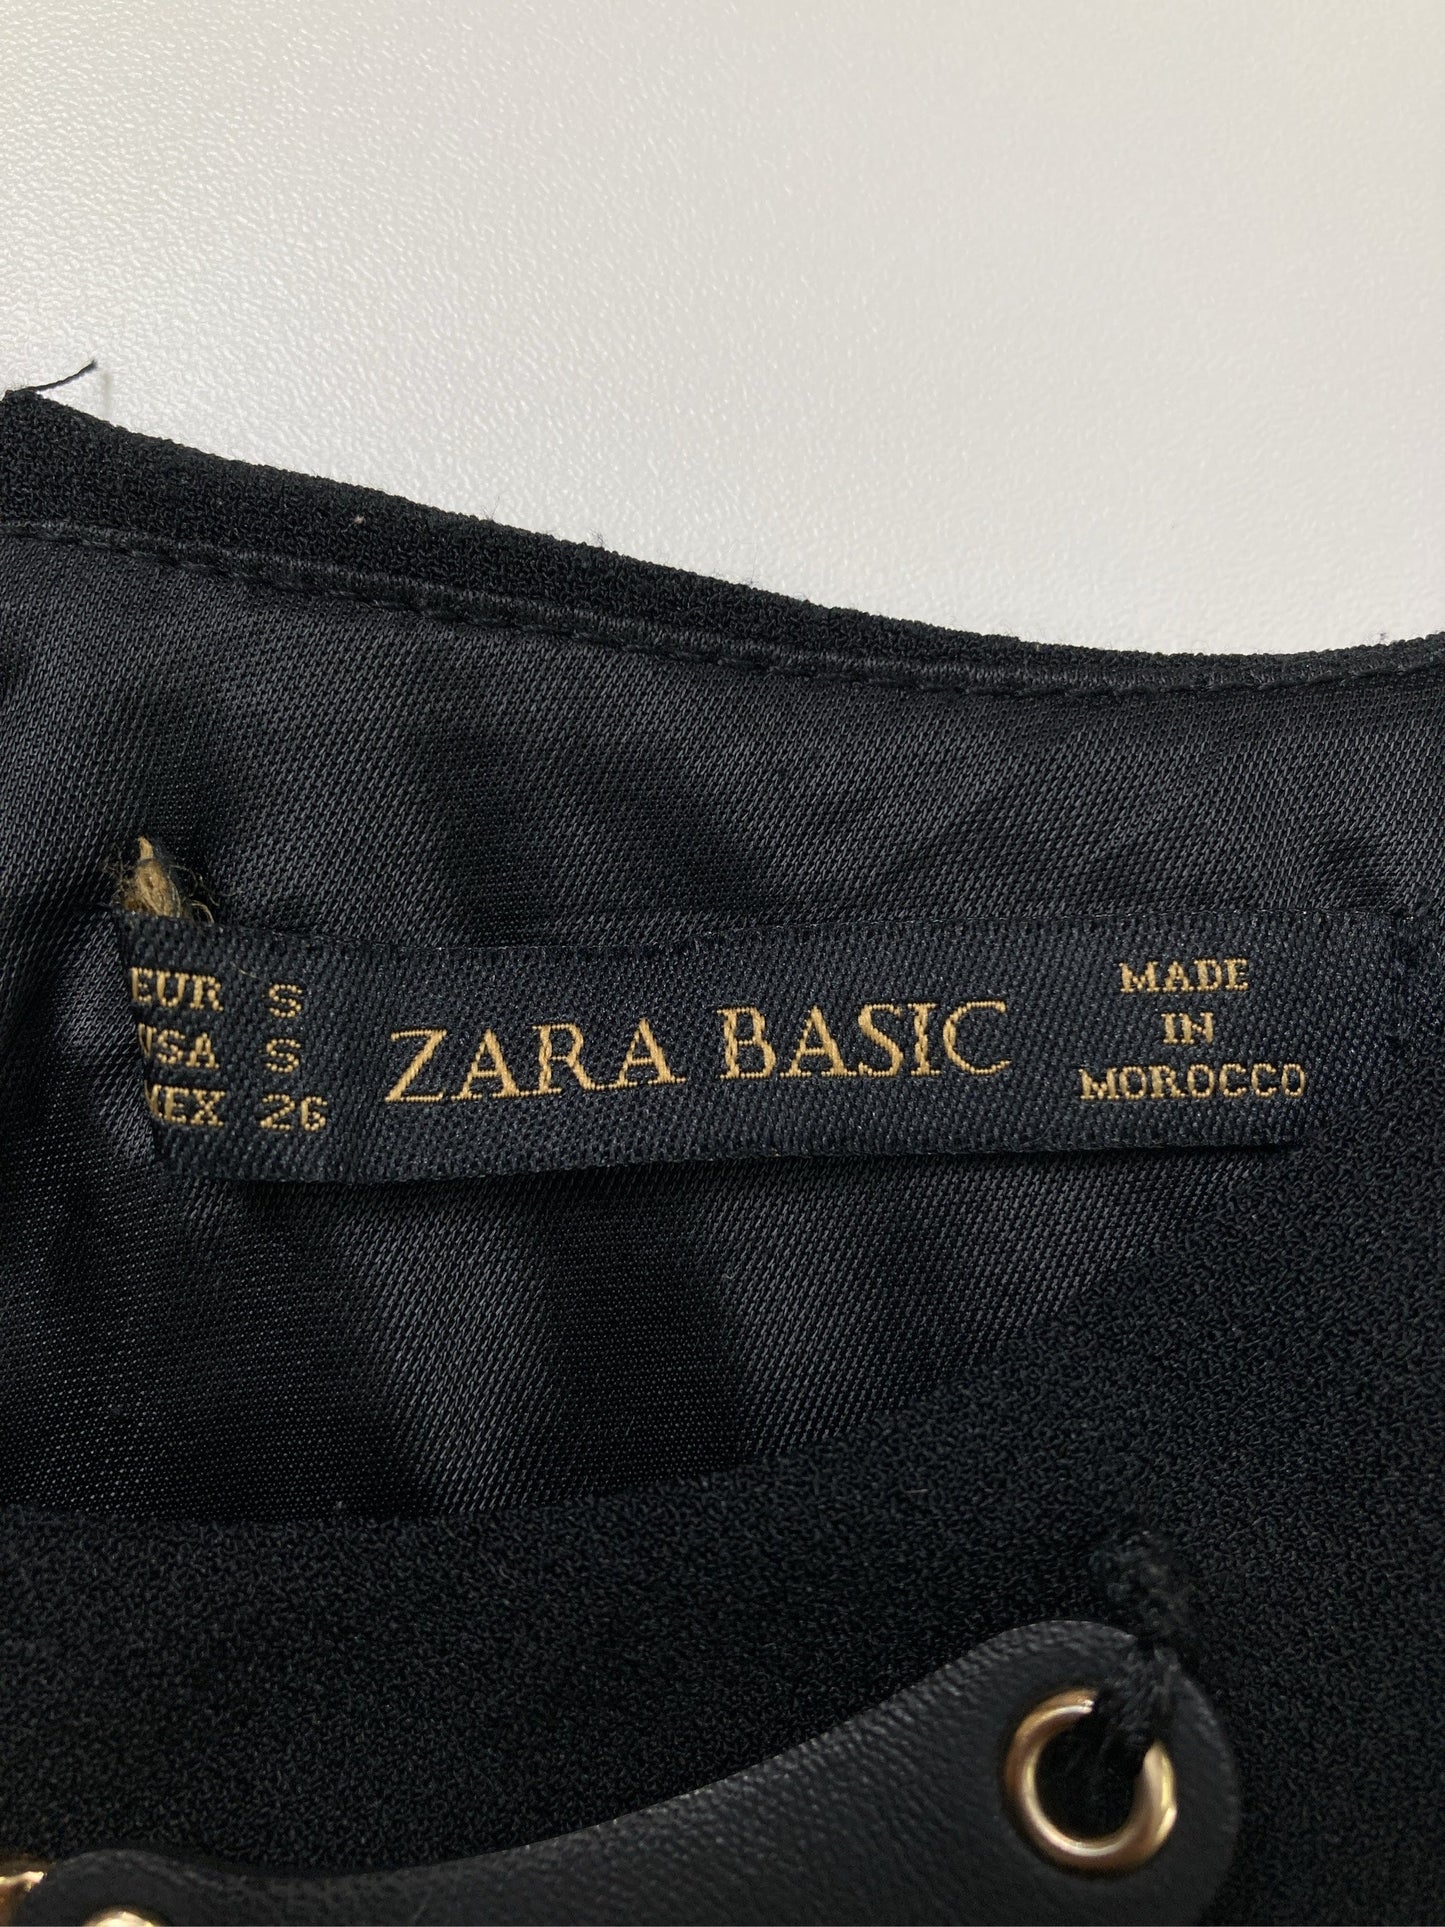 EUR S
USA S
MEX 26
ZARA BASIC
MADE
IN
MOROCCO